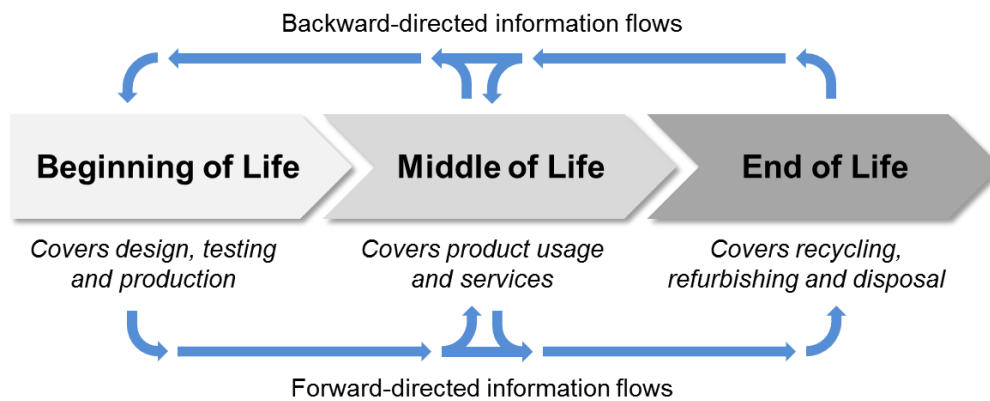 Backward-directed information flows
Beginning of Life
Middle of Life
End of Life
Covers design, testing
and production
Covers product usage
and services
Covers recycling,
refurbishing and disposal
Forward-directed information flows